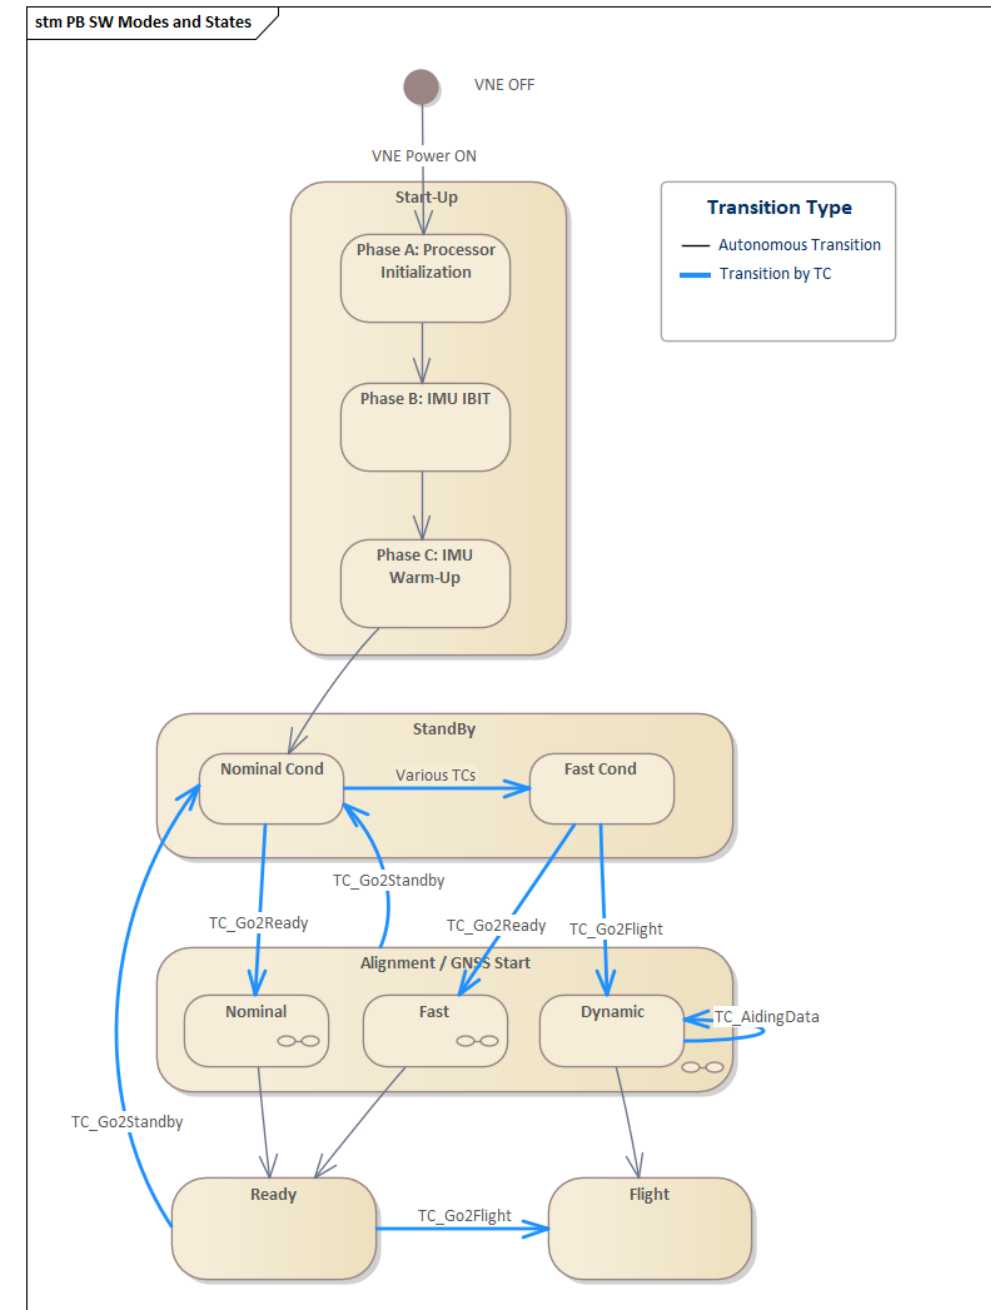 stm PB SW Modes and States
VNE OFF
VNE Power ON
Start-Up
Phase A: Processor
Initialization
Phase B: IMU IBIT
Phase C: IMU
Warm-Up
Transition Type
Autonomous Transition
Transition by TC
StandBy
Nominal Cond
Various TCs
Fast Cond
TC_Go2Standby
TC_Go2Ready
TC_Go2Ready
TC_Go2Flight
Alignment / GNSS Start
Nominal
Fast
Dynamic
TC_AidingData
TC_Go2Standby
Ready
TC_Go2Flight
Flight